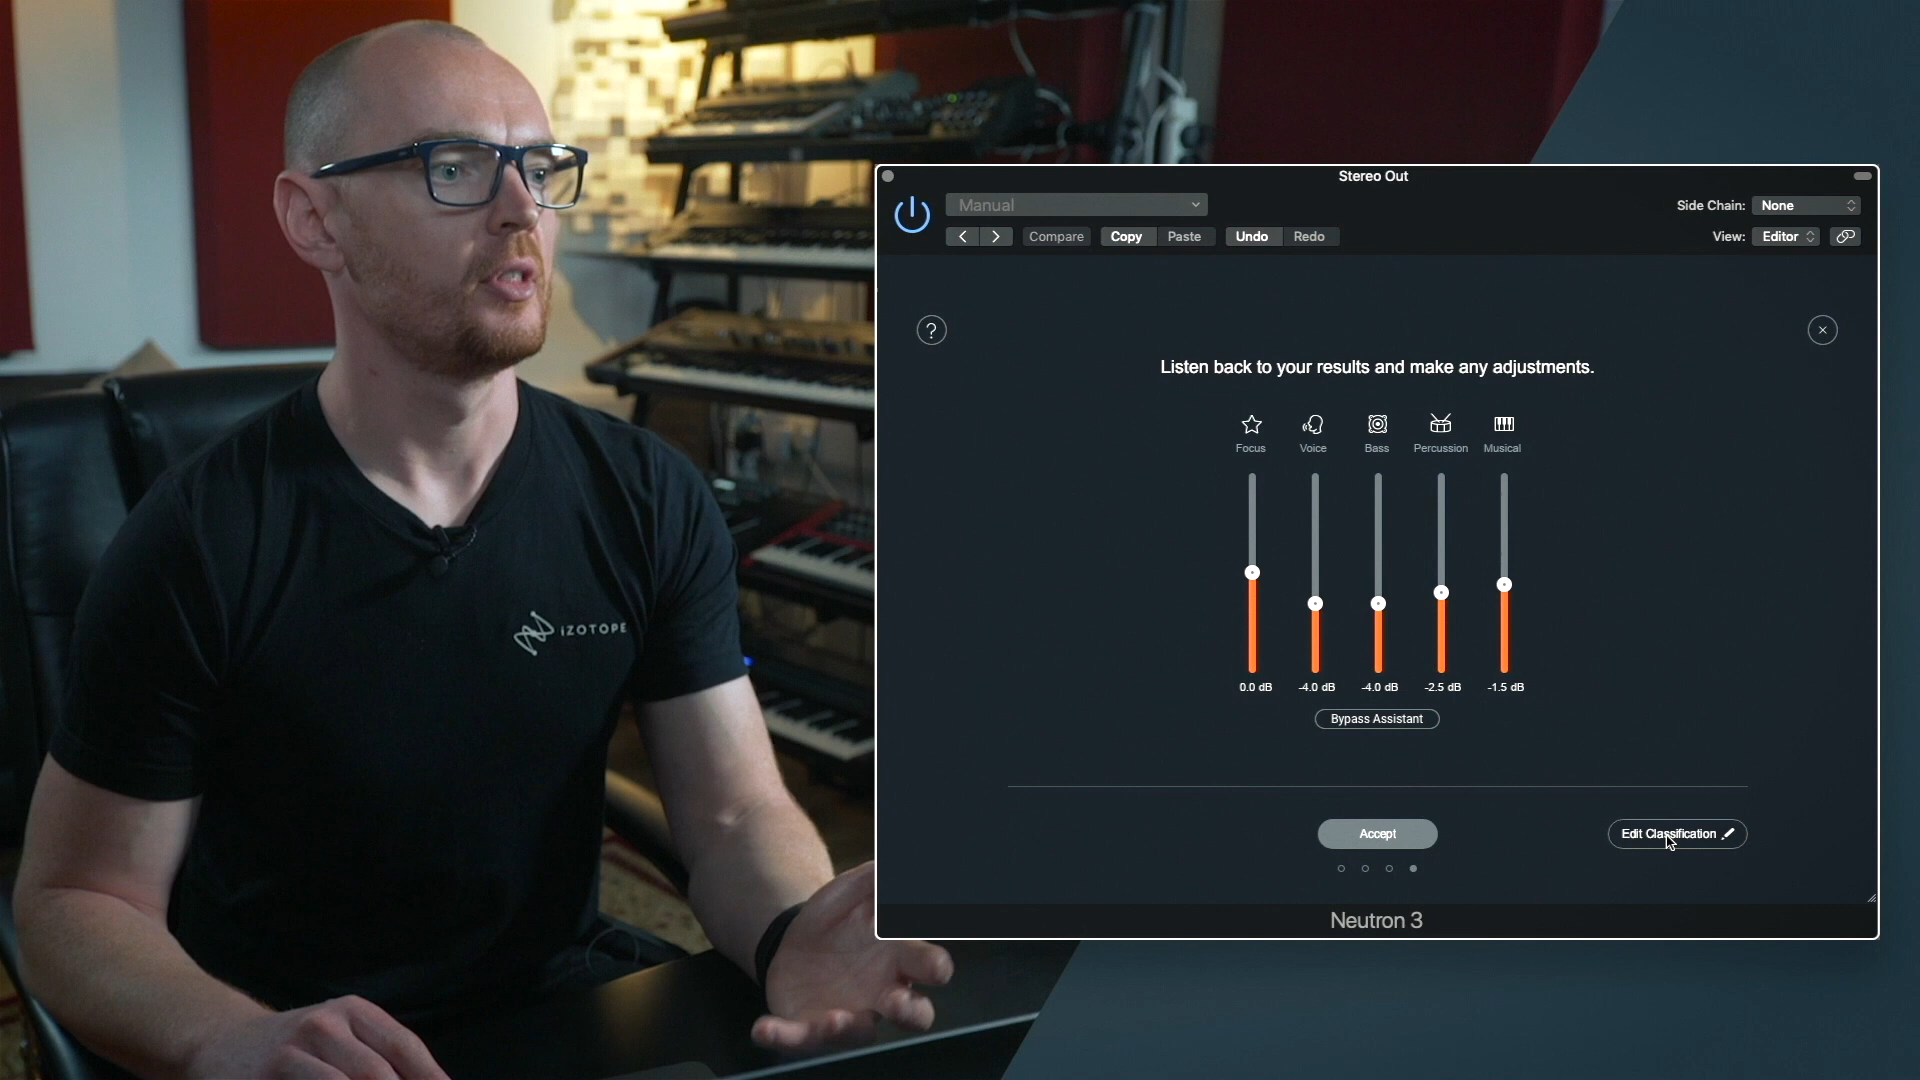 Stereo Out
Manual
Side Chain: None
Compare Copy Paste Undo Redo
View: Editor
?
Listen back to your results and make any adjustments.
Focus Voice Bass Percussion Musical
0.0 dB -4.0 dB -4.0 dB -2.5 dB -1.5 dB
Bypass Assistant
Accept
Edit Classification
Neutron 3
iZOTOPE